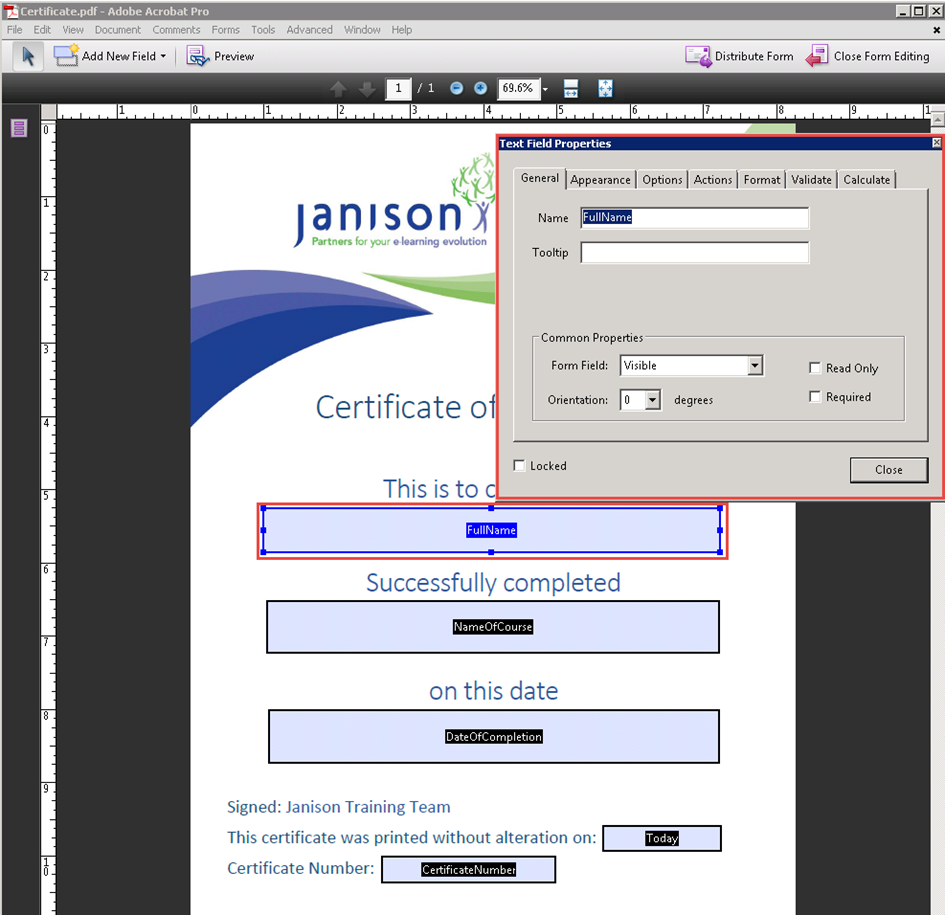 Certificate.pdf - Adobe Acrobat Pro
File Edit View Document Comments Forms Tools Advanced Window Help
Add New Field Preview Distribute Form Close Form Editing
1 / 1 69.6%
1 0 1 2 3 4 5 6 7 8 9 1
0
1
2
3
4
5
6
7
8
9
10
janison
Partners for your e-learning evolution
Text Field Properties
General Appearance Options Actions Format Validate Calculate
Name FullName
Tooltip
Common Properties
Form Field: Visible Read Only
Orientation: 0 degrees Required
Locked Close
Certificate of
This is to
FullName
Successfully completed
NameOfCourse
on this date
DateOfCompletion
Signed: Janison Training Team
This certificate was printed without alteration on: Today
Certificate Number: CertificateNumber